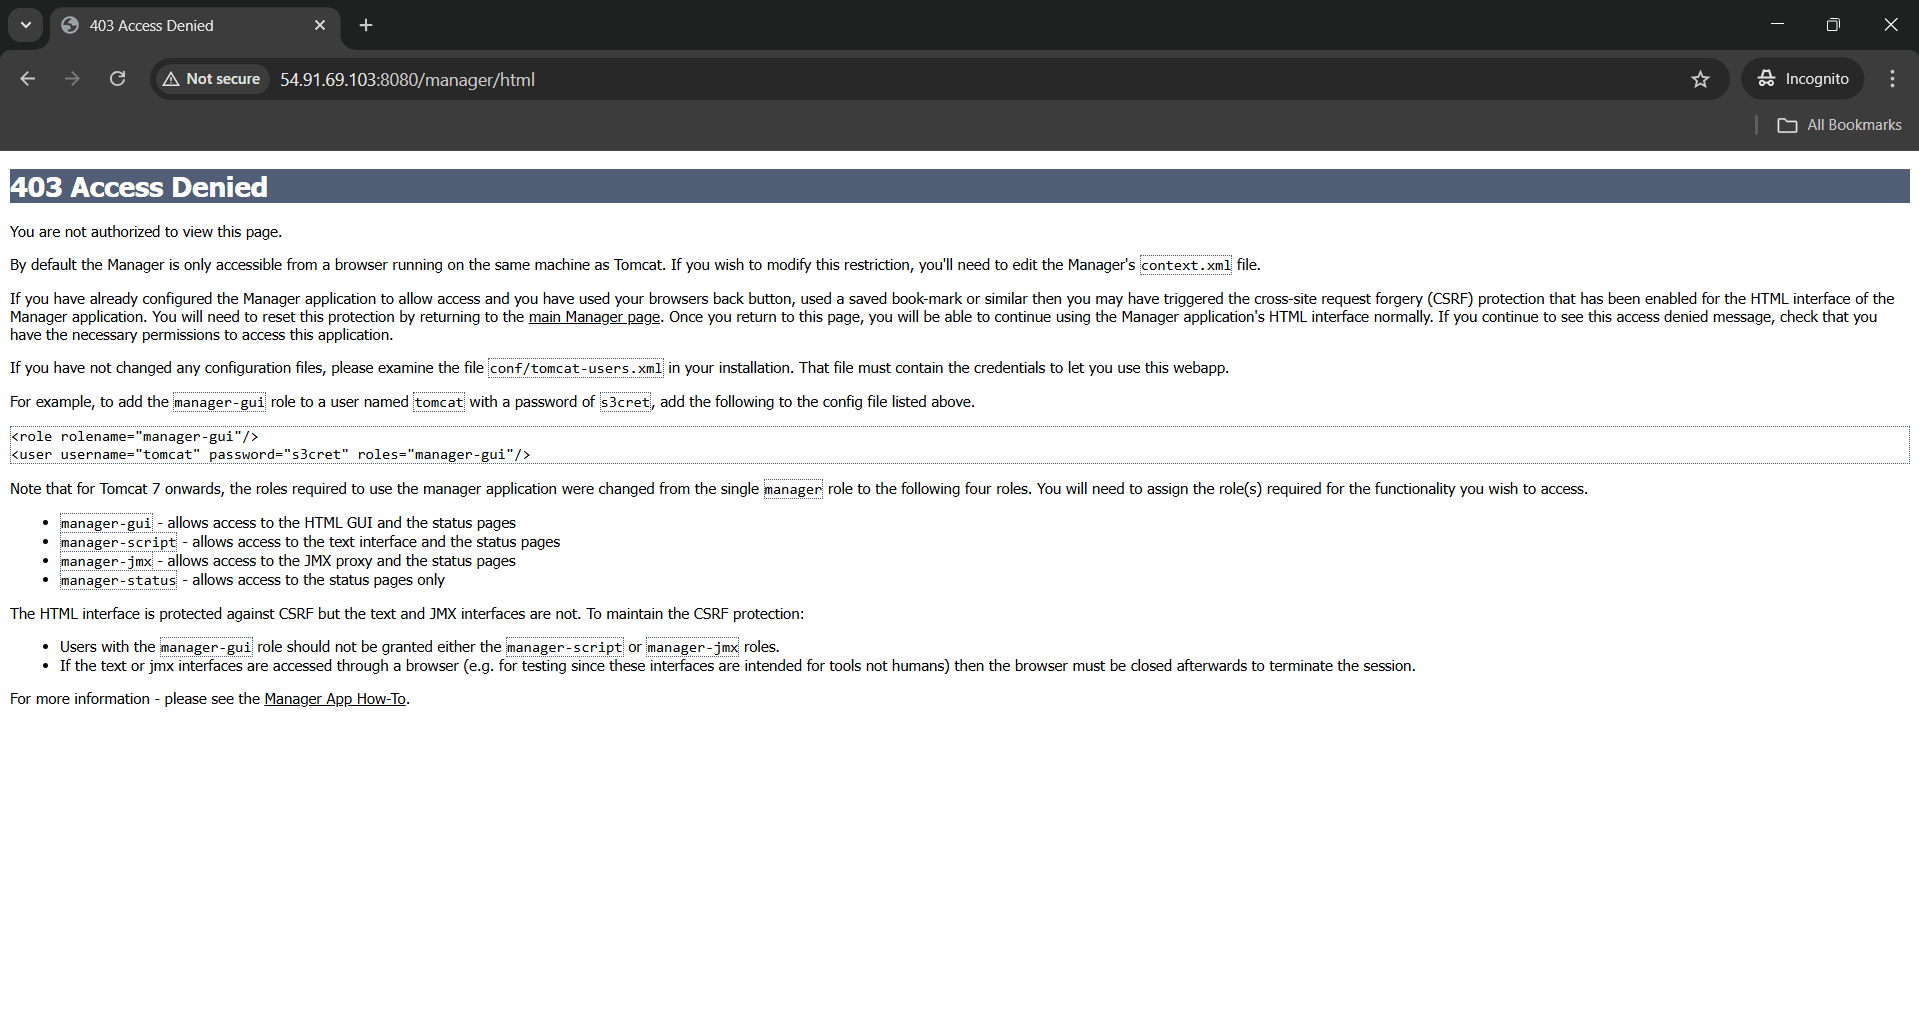 403 Access Denied
Not secure
54.91.69.103:8080/manager/html
Incognito
All Bookmarks
403 Access Denied
You are not authorized to view this page.
By default the Manager is only accessible from a browser running on the same machine as Tomcat. If you wish to modify this restriction, you'll need to edit the Manager's context.xml file.
If you have already configured the Manager application to allow access and you have used your browsers back button, used a saved book-mark or similar then you may have triggered the cross-site request forgery (CSRF) protection that has been enabled for the HTML interface of the
Manager application. You will need to reset this protection by returning to the main Manager page. Once you return to this page, you will be able to continue using the Manager application's HTML interface normally. If you continue to see this access denied message, check that you
have the necessary permissions to access this application.
If you have not changed any configuration files, please examine the file conf/tomcat-users.xml in your installation. That file must contain the credentials to let you use this webapp.
For example, to add the manager-gui role to a user named tomcat with a password of s3cret, add the following to the config file listed above.
<role rolename="manager-gui"/>
<user username="tomcat" password="s3cret" roles="manager-gui"/>
Note that for Tomcat 7 onwards, the roles required to use the manager application were changed from the single manager role to the following four roles. You will need to assign the role(s) required for the functionality you wish to access.
• manager-gui - allows access to the HTML GUI and the status pages
• manager-script - allows access to the text interface and the status pages
• manager-jmx - allows access to the JMX proxy and the status pages
• manager-status - allows access to the status pages only
The HTML interface is protected against CSRF but the text and JMX interfaces are not. To maintain the CSRF protection:
• Users with the manager-gui role should not be granted either the manager-script or manager-jmx roles.
• If the text or jmx interfaces are accessed through a browser (e.g. for testing since these interfaces are intended for tools not humans) then the browser must be closed afterwards to terminate the session.
For more information - please see the Manager App How-To.